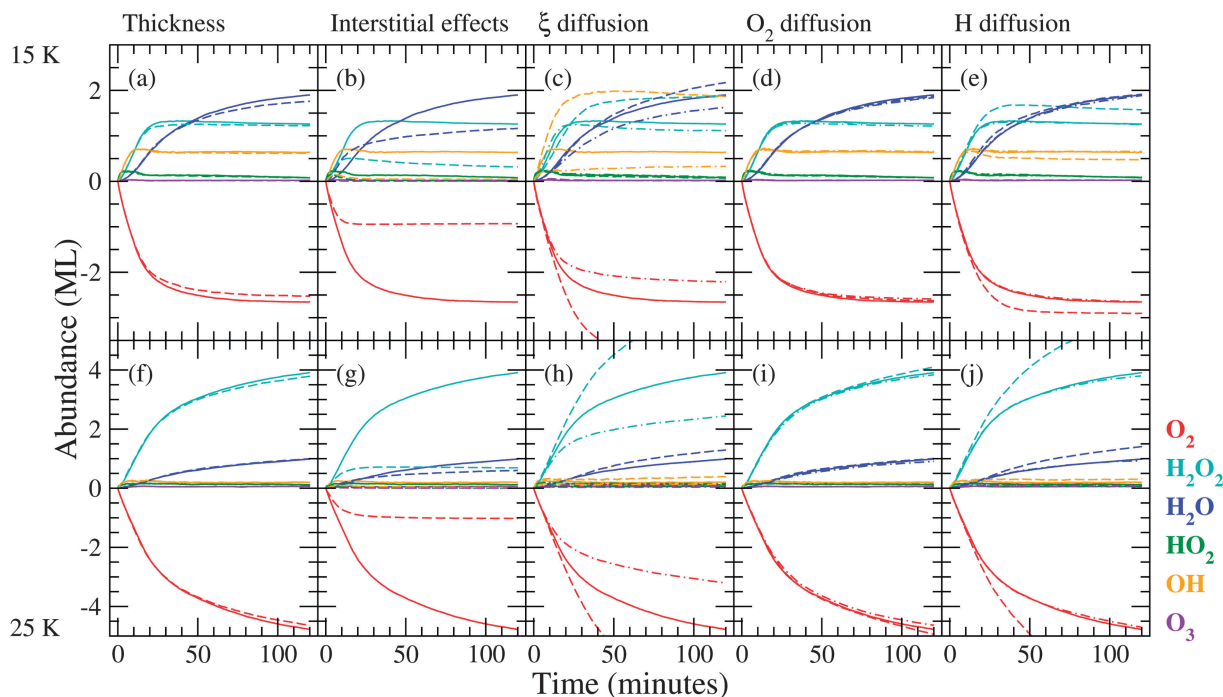 Thickness Interstitial effects ξ diffusion O2 diffusion H diffusion
15 K
(a) (b) (c) (d) (e)
2
0
-2
Abundance (ML)
(f) (g) (h) (i) (j)
4
2
0
-2
-4
25 K
O2
H2O2
H2O
HO2
OH
O3
0 50 100 0 50 100 0 50 100 0 50 100 0 50 100
Time (minutes)